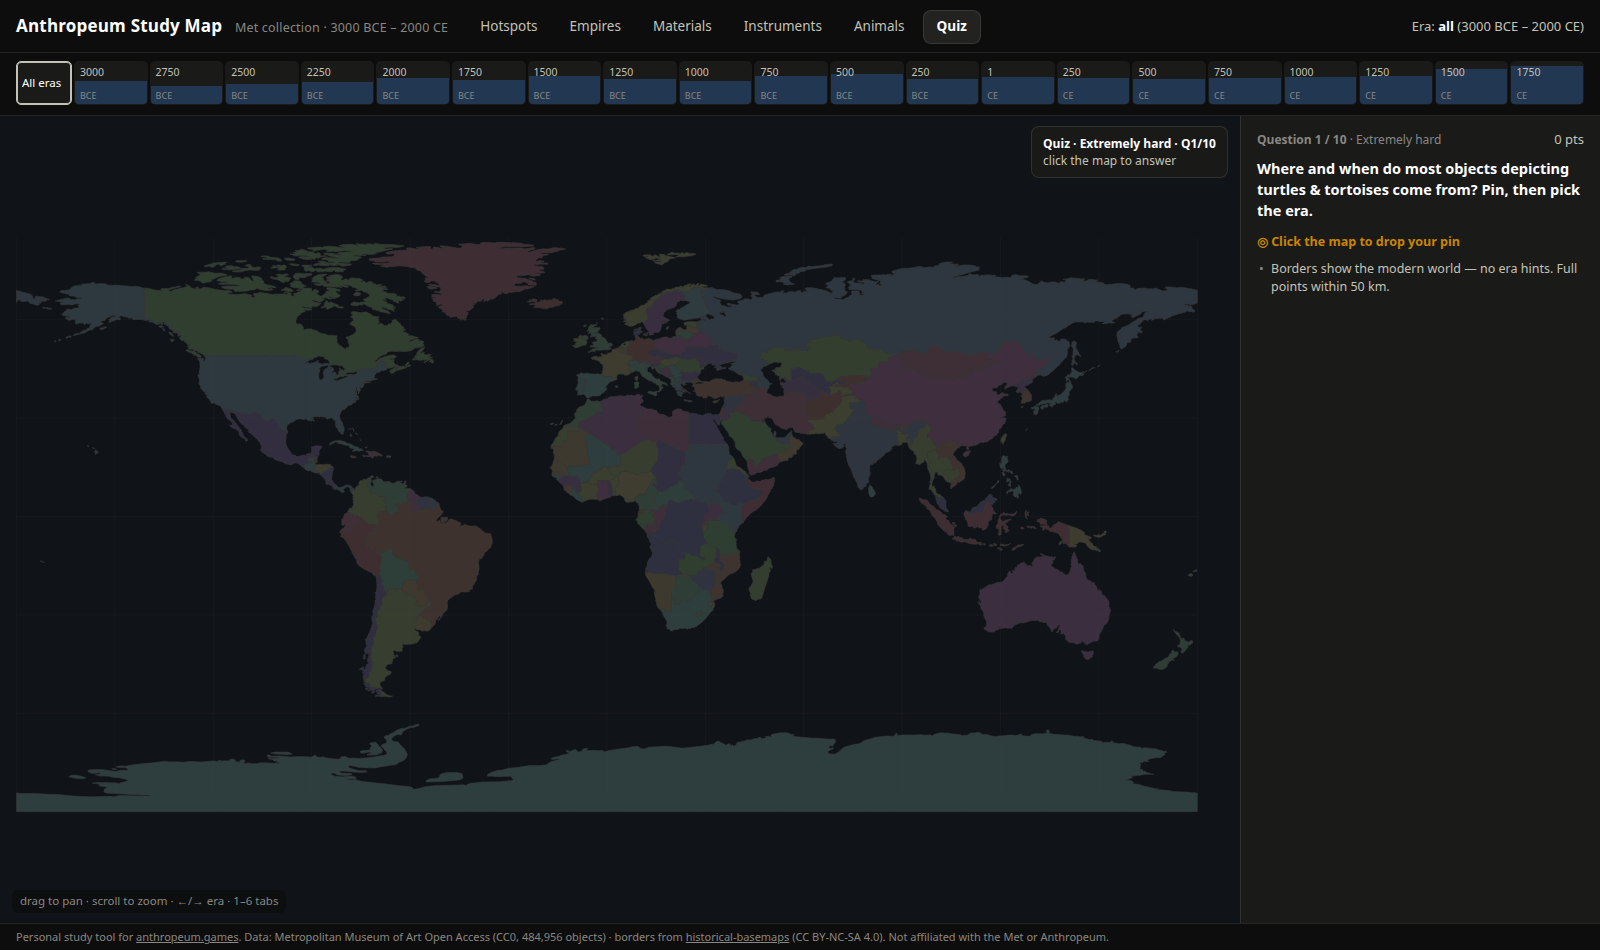 Anthropeum Study Map Met collection · 3000 BCE – 2000 CE Hotspots Empires Materials Instruments Animals Quiz Era: all (3000 BCE – 2000 CE)
All eras 3000 BCE 2750 BCE 2500 BCE 2250 BCE 2000 BCE 1750 BCE 1500 BCE 1250 BCE 1000 BCE 750 BCE 500 BCE 250 BCE 1 CE 250 CE 500 CE 750 CE 1000 CE 1250 CE 1500 CE 1750 CE
Quiz · Extremely hard · Q1/10
click the map to answer
Question 1 / 10 · Extremely hard 0 pts
Where and when do most objects depicting
turtles & tortoises come from? Pin, then pick
the era.
◎ Click the map to drop your pin
• Borders show the modern world — no era hints. Full
points within 50 km.
drag to pan · scroll to zoom · ←/→ era · 1–6 tabs
Personal study tool for anthropeum.games. Data: Metropolitan Museum of Art Open Access (CC0, 484,956 objects) · borders from historical-basemaps (CC BY-NC-SA 4.0). Not affiliated with the Met or Anthropeum.